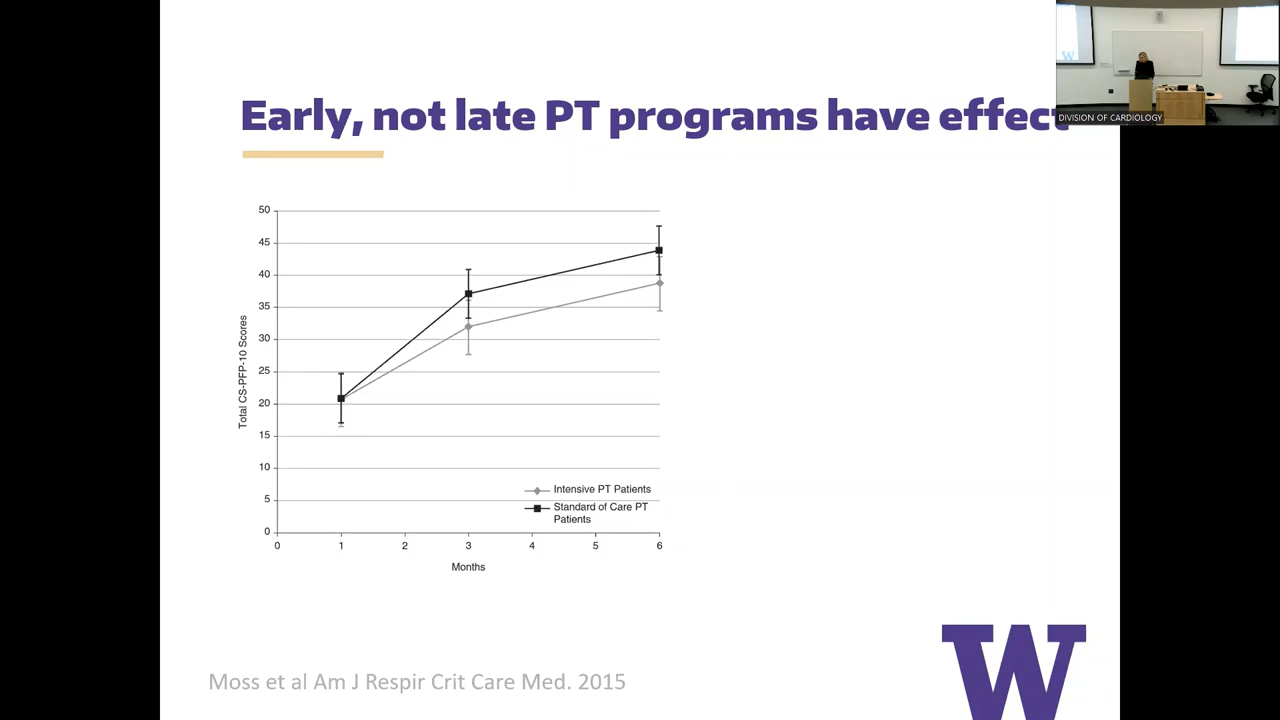 Early, not late PT programs have effect
DIVISION OF CARDIOLOGY
50
45
40
35
30
25
20
15
10
5
0
Total CS-PFP-10 Scores
Intensive PT Patients
Standard of Care PT
Patients
0 1 2 3 4 5 6
Months
Moss et al Am J Respir Crit Care Med. 2015
W